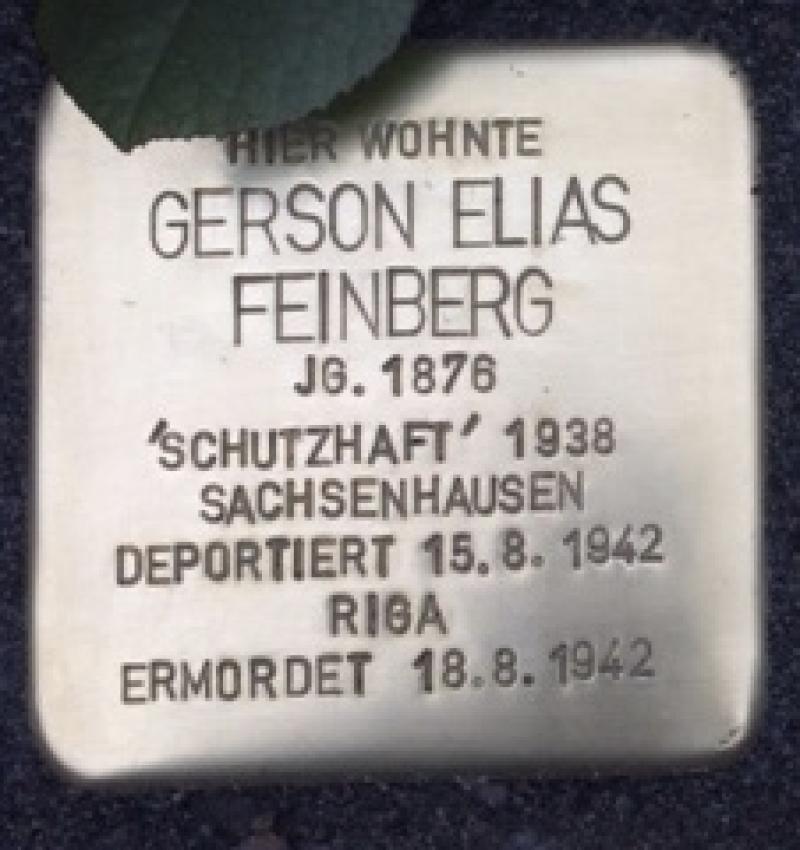 HIER WOHNTE
GERSON ELIAS
FEINBERG
JG. 1876
'SCHUTZHAFT' 1938
SACHSENHAUSEN
DEPORTIERT 15.8.1942
RIGA
ERMORDET 18.8.1942